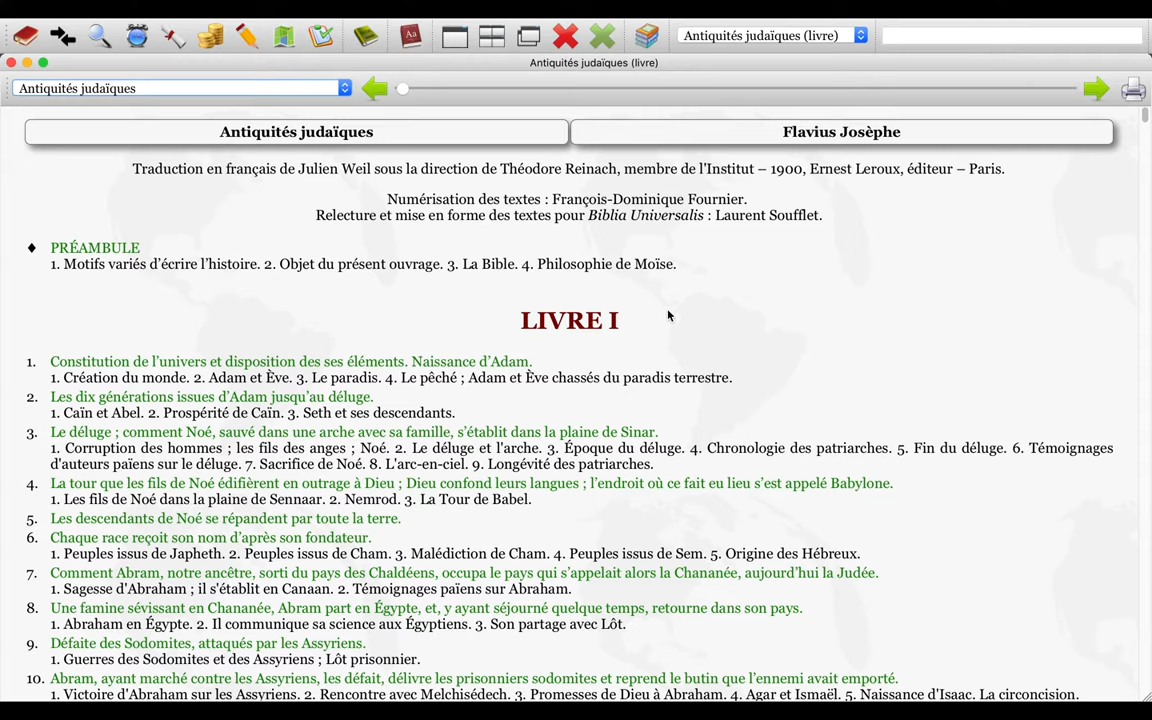 Aa
Antiquités judaïques (livre)
Antiquités judaïques (livre)
Antiquités judaïques
Antiquités judaïques
Flavius Josèphe
Traduction en français de Julien Weil sous la direction de Théodore Reinach, membre de l'Institut – 1900, Ernest Leroux, éditeur – Paris.
Numérisation des textes : François-Dominique Fournier.
Relecture et mise en forme des textes pour Biblia Universalis : Laurent Soufflet.
♦ PRÉAMBULE
1. Motifs variés d’écrire l’histoire. 2. Objet du présent ouvrage. 3. La Bible. 4. Philosophie de Moïse.
LIVRE I
1. Constitution de l’univers et disposition des ses éléments. Naissance d’Adam.
1. Création du monde. 2. Adam et Ève. 3. Le paradis. 4. Le pêché ; Adam et Ève chassés du paradis terrestre.
2. Les dix générations issues d’Adam jusqu’au déluge.
1. Caïn et Abel. 2. Prospérité de Caïn. 3. Seth et ses descendants.
3. Le déluge ; comment Noé, sauvé dans une arche avec sa famille, s’établit dans la plaine de Sinar.
1. Corruption des hommes ; les fils des anges ; Noé. 2. Le déluge et l'arche. 3. Époque du déluge. 4. Chronologie des patriarches. 5. Fin du déluge. 6. Témoignages
d'auteurs païens sur le déluge. 7. Sacrifice de Noé. 8. L'arc-en-ciel. 9. Longévité des patriarches.
4. La tour que les fils de Noé édifièrent en outrage à Dieu ; Dieu confond leurs langues ; l’endroit où ce fait eu lieu s’est appelé Babylone.
1. Les fils de Noé dans la plaine de Sennaar. 2. Nemrod. 3. La Tour de Babel.
5. Les descendants de Noé se répandent par toute la terre.
6. Chaque race reçoit son nom d’après son fondateur.
1. Peuples issus de Japheth. 2. Peuples issus de Cham. 3. Malédiction de Cham. 4. Peuples issus de Sem. 5. Origine des Hébreux.
7. Comment Abram, notre ancêtre, sorti du pays des Chaldéens, occupa le pays qui s’appelait alors la Chananée, aujourd’hui la Judée.
1. Sagesse d'Abraham ; il s'établit en Canaan. 2. Témoignages païens sur Abraham.
8. Une famine sévissant en Chananée, Abram part en Égypte, et, y ayant séjourné quelque temps, retourne dans son pays.
1. Abraham en Égypte. 2. Il communique sa science aux Égyptiens. 3. Son partage avec Lôt.
9. Défaite des Sodomites, attaqués par les Assyriens.
1. Guerres des Sodomites et des Assyriens ; Lôt prisonnier.
10. Abram, ayant marché contre les Assyriens, les défait, délivre les prisonniers sodomites et reprend le butin que l’ennemi avait emporté.
1. Victoire d'Abraham sur les Assyriens. 2. Rencontre avec Melchisédech. 3. Promesses de Dieu à Abraham. 4. Agar et Ismaël. 5. Naissance d'Isaac. La circoncision.